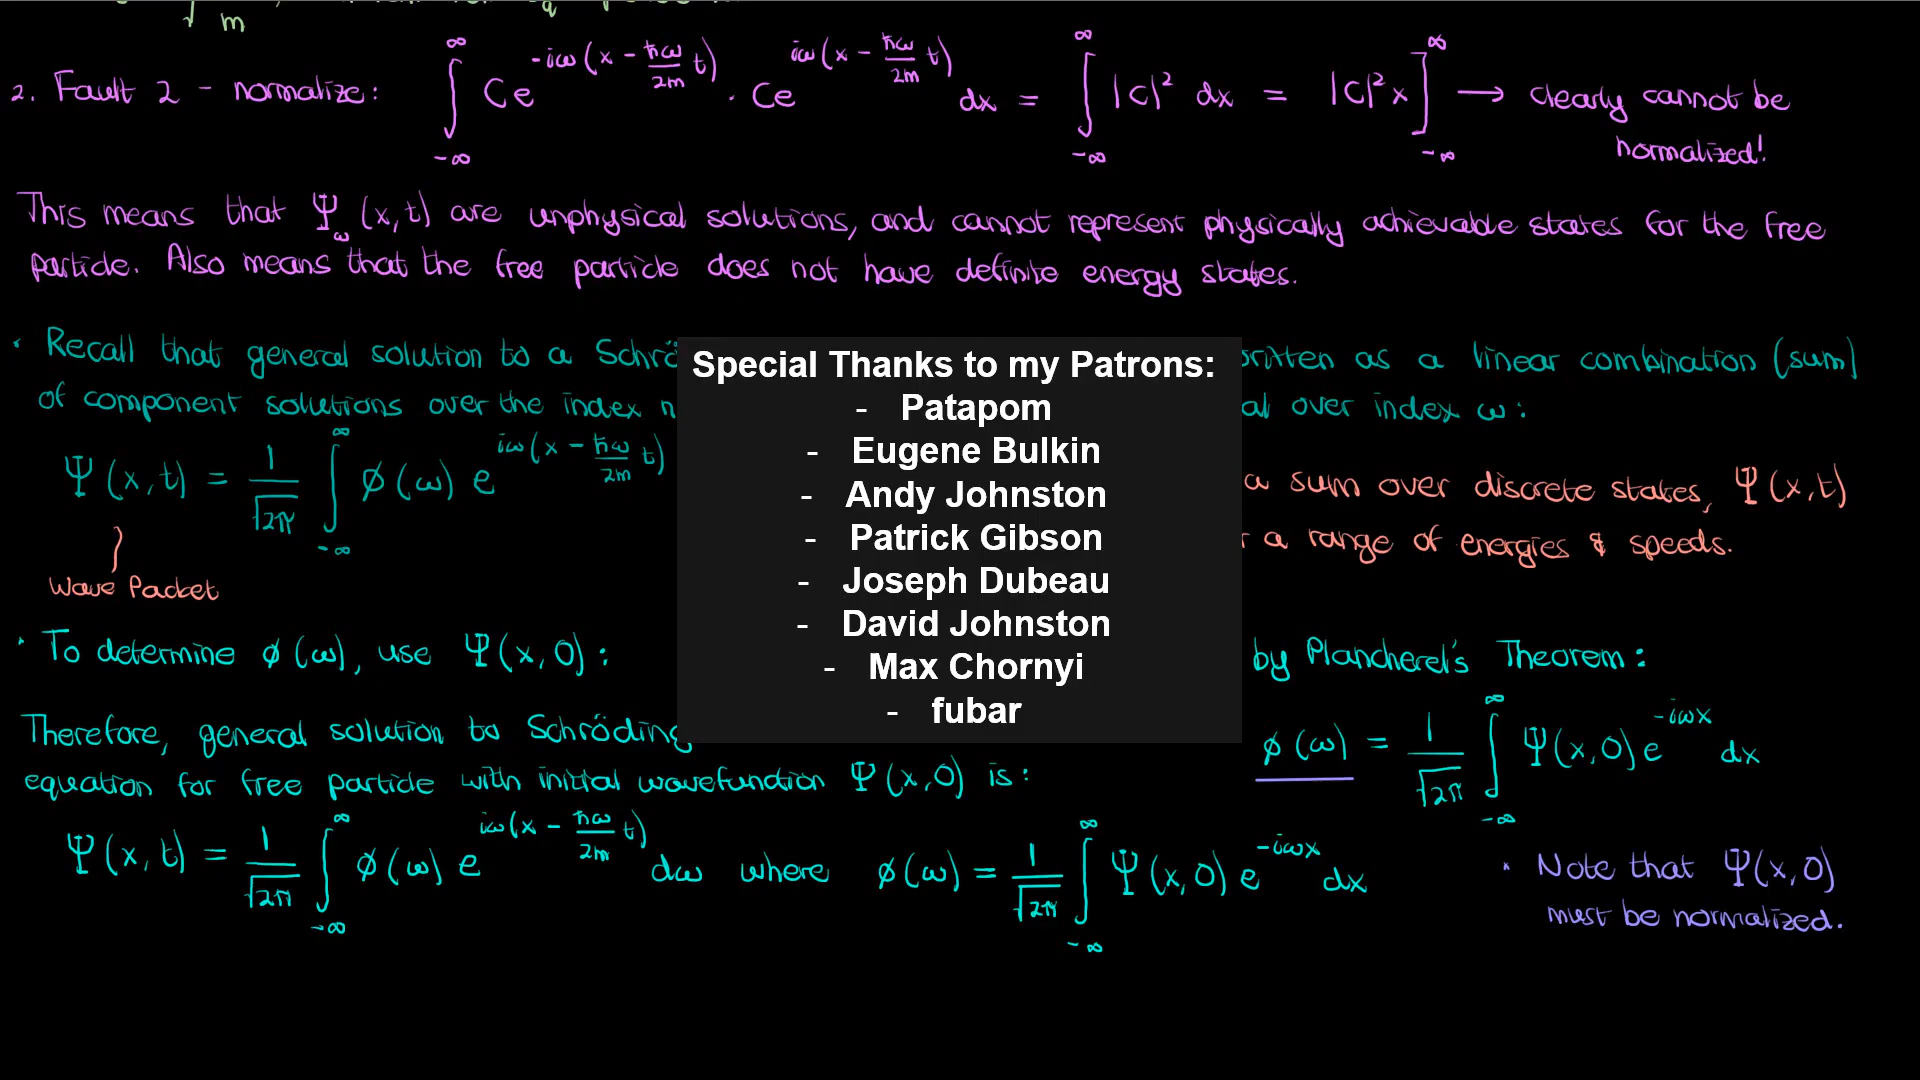 m
2. Fault 2 - normalize: ∫_{-∞}^{∞} Ce^{-iω(x - ħω/2m t)} · Ce^{iω(x - ħω/2m t)} dx = ∫_{-∞}^{∞} |C|² dx = |C|² x]_{-∞}^{∞} → clearly cannot be
normalized!
This means that Ψ_ω(x,t) are unphysical solutions, and cannot represent physically achievable states for the free
particle. Also means that the free particle does not have definite energy states.
• Recall that general solution to a Schrö
ritten as a linear combination (sum)
of component solutions over the index n
al over index ω:
Ψ(x,t) = 1/√2π ∫_{-∞}^{∞} φ(ω) e^{iω(x - ħω/2m t)}
a sum over discrete states, Ψ(x,t)
r a range of energies & speeds.
Wave Packet
Special Thanks to my Patrons:
- Patapom
- Eugene Bulkin
- Andy Johnston
- Patrick Gibson
- Joseph Dubeau
- David Johnston
- Max Chornyi
- fubar
• To determine φ(ω), use Ψ(x,0):
by Plancherel's Theorem:
φ(ω) = 1/√2π ∫_{-∞}^{∞} Ψ(x,0) e^{-iωx} dx
Therefore, general solution to Schröding
equation for free particle with initial wavefunction Ψ(x,0) is:
Ψ(x,t) = 1/√2π ∫_{-∞}^{∞} φ(ω) e^{iω(x - ħω/2m t)} dω where φ(ω) = 1/√2π ∫_{-∞}^{∞} Ψ(x,0) e^{-iωx} dx
• Note that Ψ(x,0)
must be normalized.